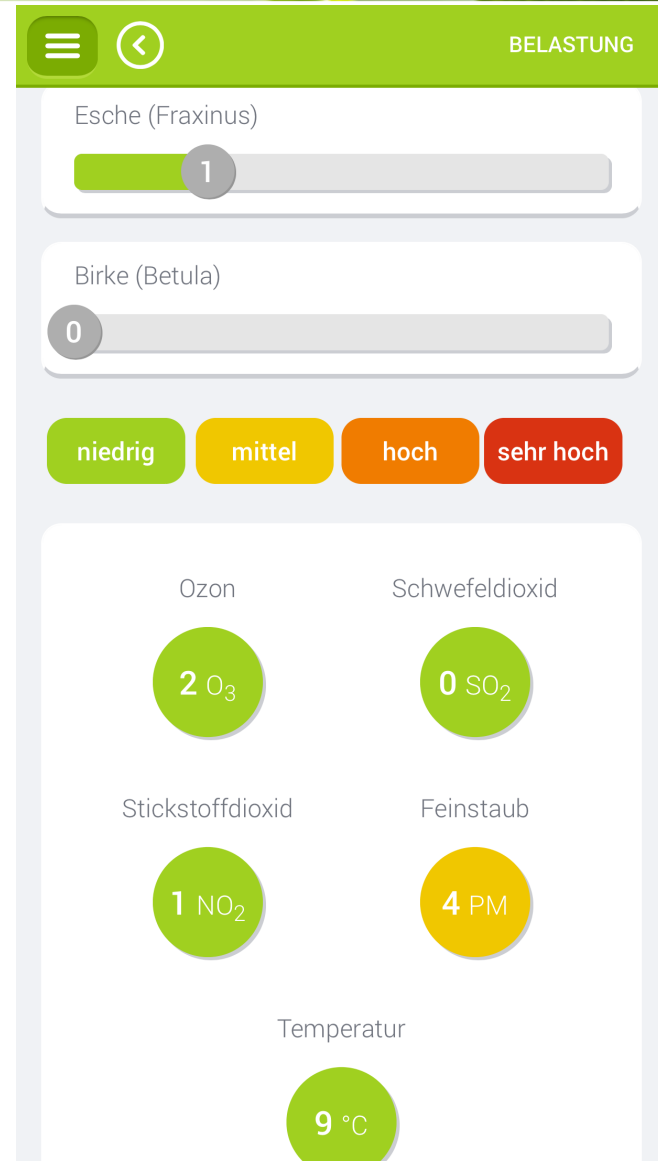 BELASTUNG
Esche (Fraxinus)
1
Birke (Betula)
0
niedrig mittel hoch sehr hoch
Ozon Schwefeldioxid
2 O₃ 0 SO₂
Stickstoffdioxid Feinstaub
1 NO₂ 4 PM
Temperatur
9 °C